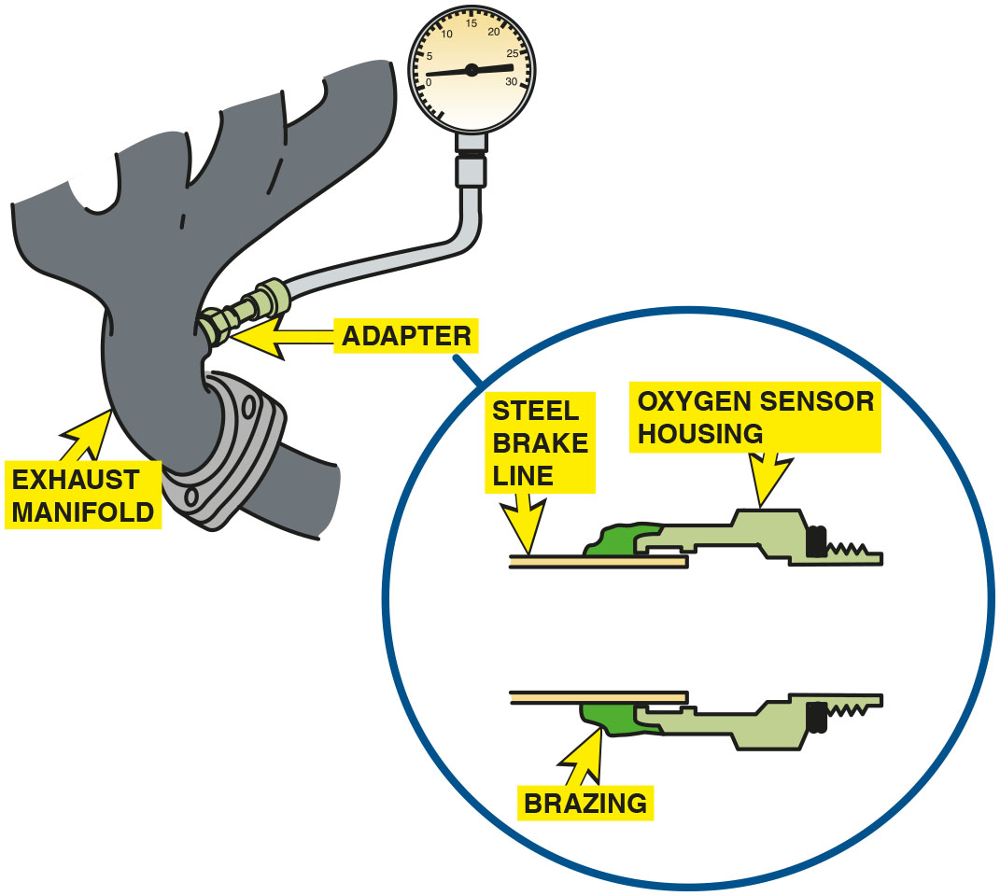 15
10
20
5
25
0
30
ADAPTER
STEEL
BRAKE
LINE
OXYGEN SENSOR
HOUSING
EXHAUST
MANIFOLD
BRAZING